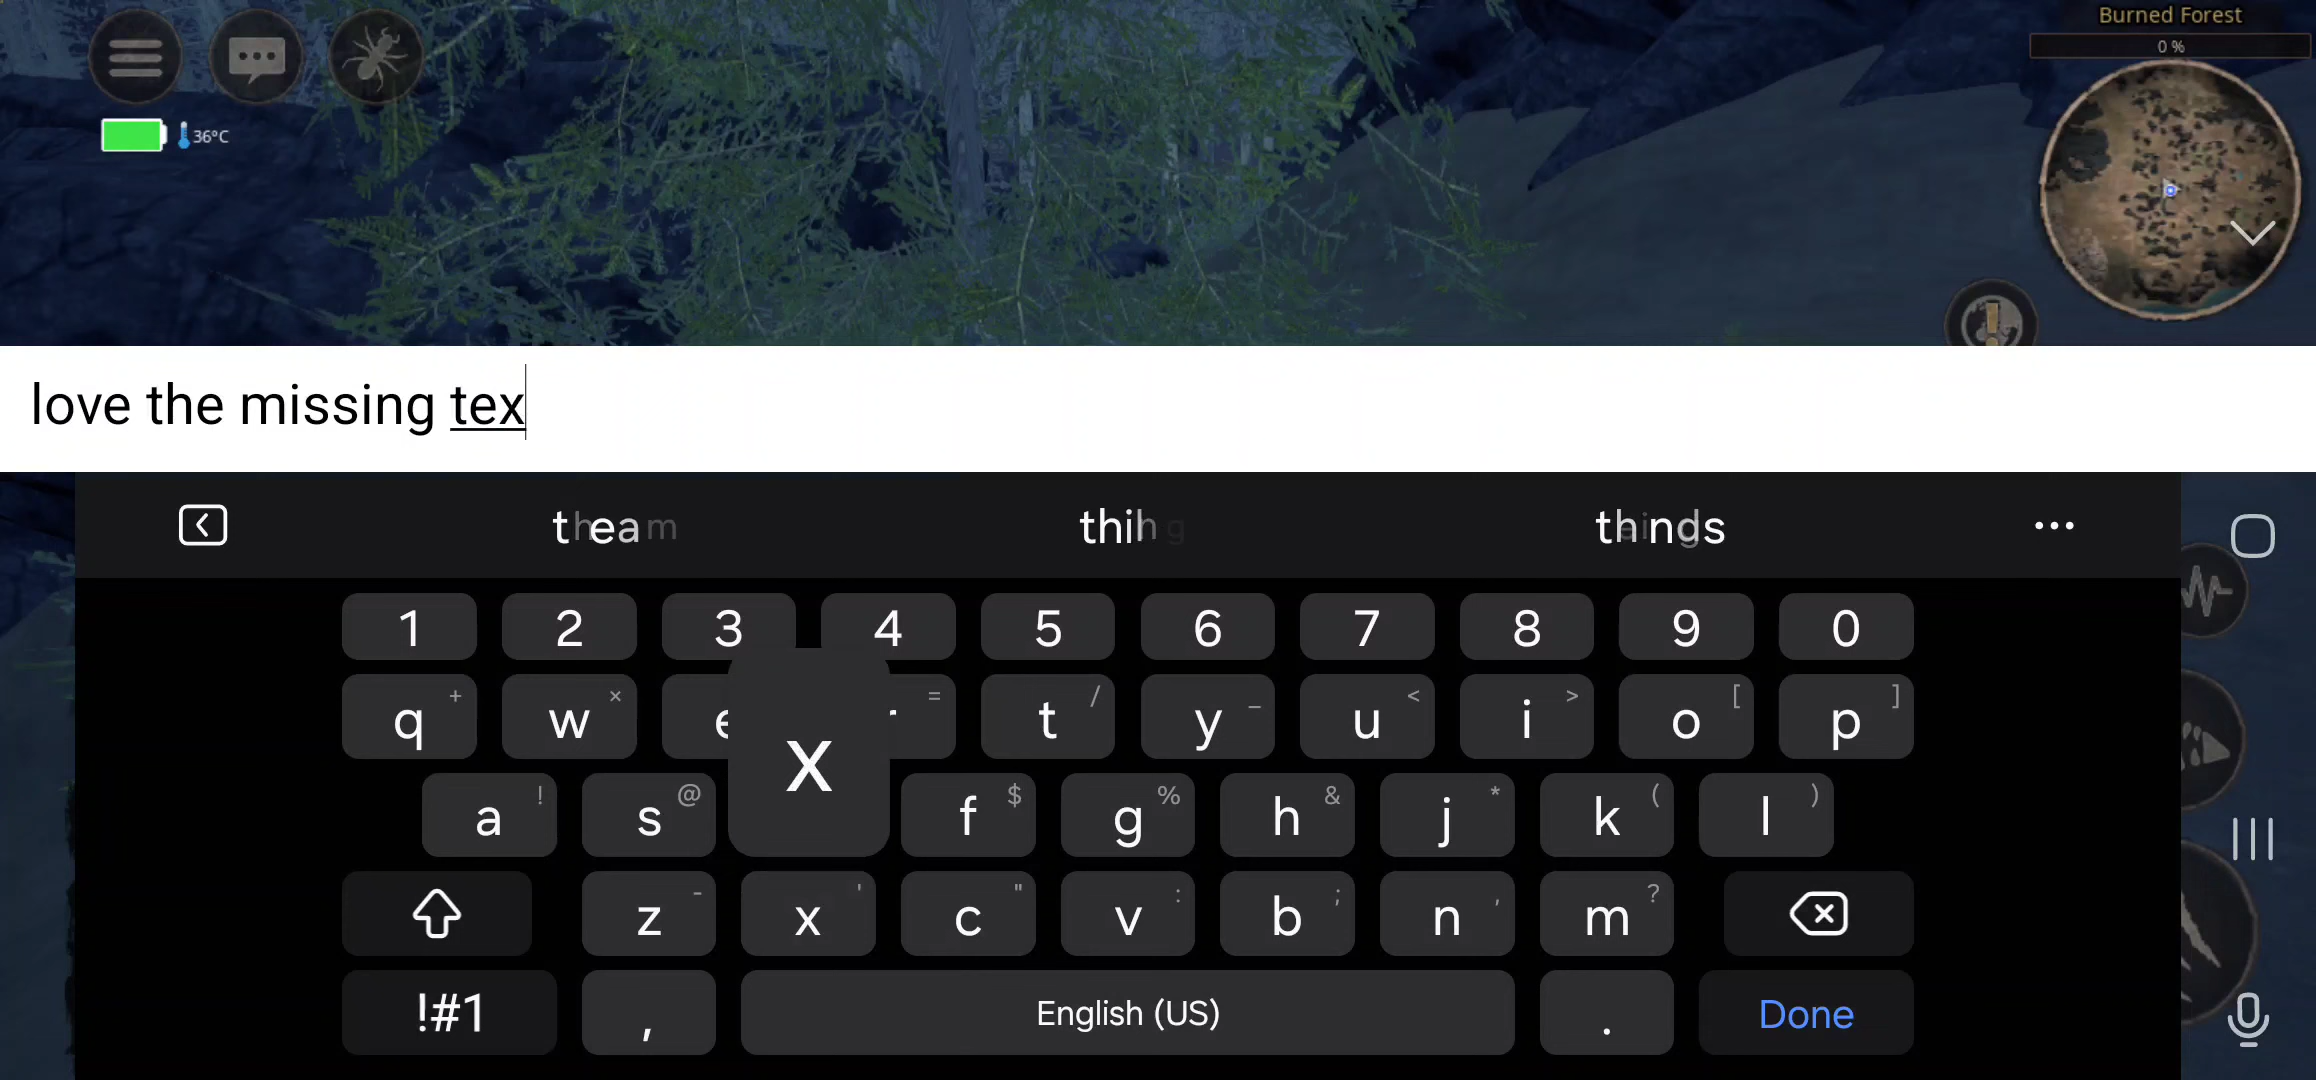 Burned Forest
0 %
36°C
love the missing tex
1 2 3 4 5 6 7 8 9 0
q + w × e = t / y _ u < i > o [ p ]
a ! s @ x f $ g % h & j * k ( l )
z - x ' c " v : b ; n , m ?
!#1 , English (US) . Done